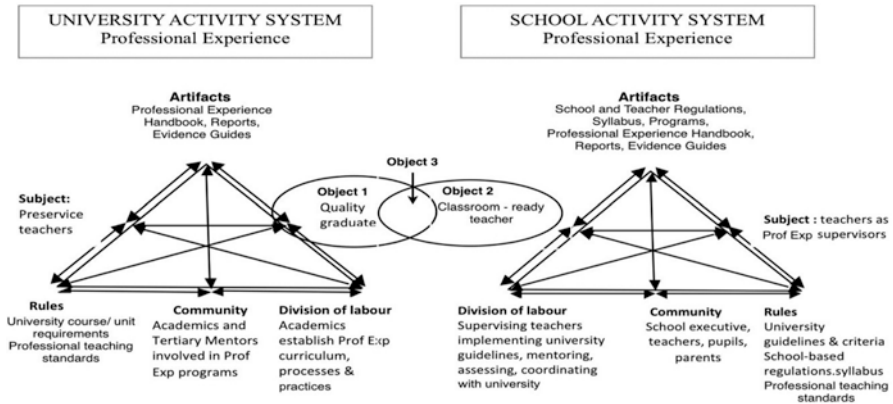 UNIVERSITY ACTIVITY SYSTEM
Professional Experience
SCHOOL ACTIVITY SYSTEM
Professional Experience
Artifacts
Professional Experience
Handbook, Reports,
Evidence Guides
Artifacts
School and Teacher Regulations,
Syllabus, Programs,
Professional Experience Handbook,
Reports, Evidence Guides
Object 3
Object 1
Quality
graduate
Object 2
Classroom - ready
teacher
Subject:
Preservice
teachers
Subject : teachers as
Prof Exp supervisors
Rules
University course/ unit
requirements
Professional teaching
standards
Community
Academics and
Tertiary Mentors
involved in Prof
Exp programs
Division of labour
Academics
establish Prof Exp
curriculum,
processes &
practices
Division of labour
Supervising teachers
implementing university
guidelines, mentoring,
assessing, coordinating
with university
Community
School executive,
teachers, pupils,
parents
Rules
University
guidelines & criteria
School-based
regulations.syllabus
Professional teaching
standards